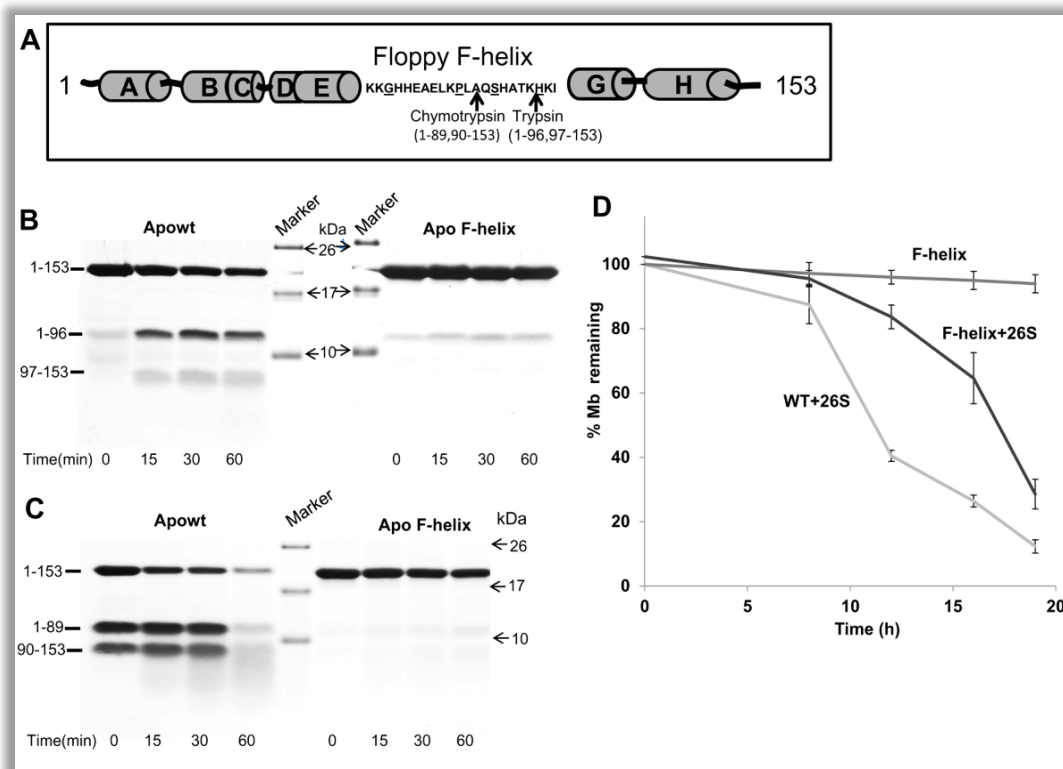 A
Floppy F-helix
1 A B C D E KKGHHEAELKPLAQSHATKHKI G H 153
Chymotrypsin Trypsin
(1-89,90-153) (1-96,97-153)
B
Apowt Marker kDa Marker Apo F-helix
26
1-153
17
1-96
10
97-153
Time(min) 0 15 30 60 0 15 30 60
C
Apowt Marker Apo F-helix kDa
26
1-153
17
1-89
10
90-153
Time(min) 0 15 30 60 0 15 30 60
D
% Mb remaining
100
80
60
40
20
0
F-helix
F-helix+26S
WT+26S
0 5 10 15 20
Time (h)